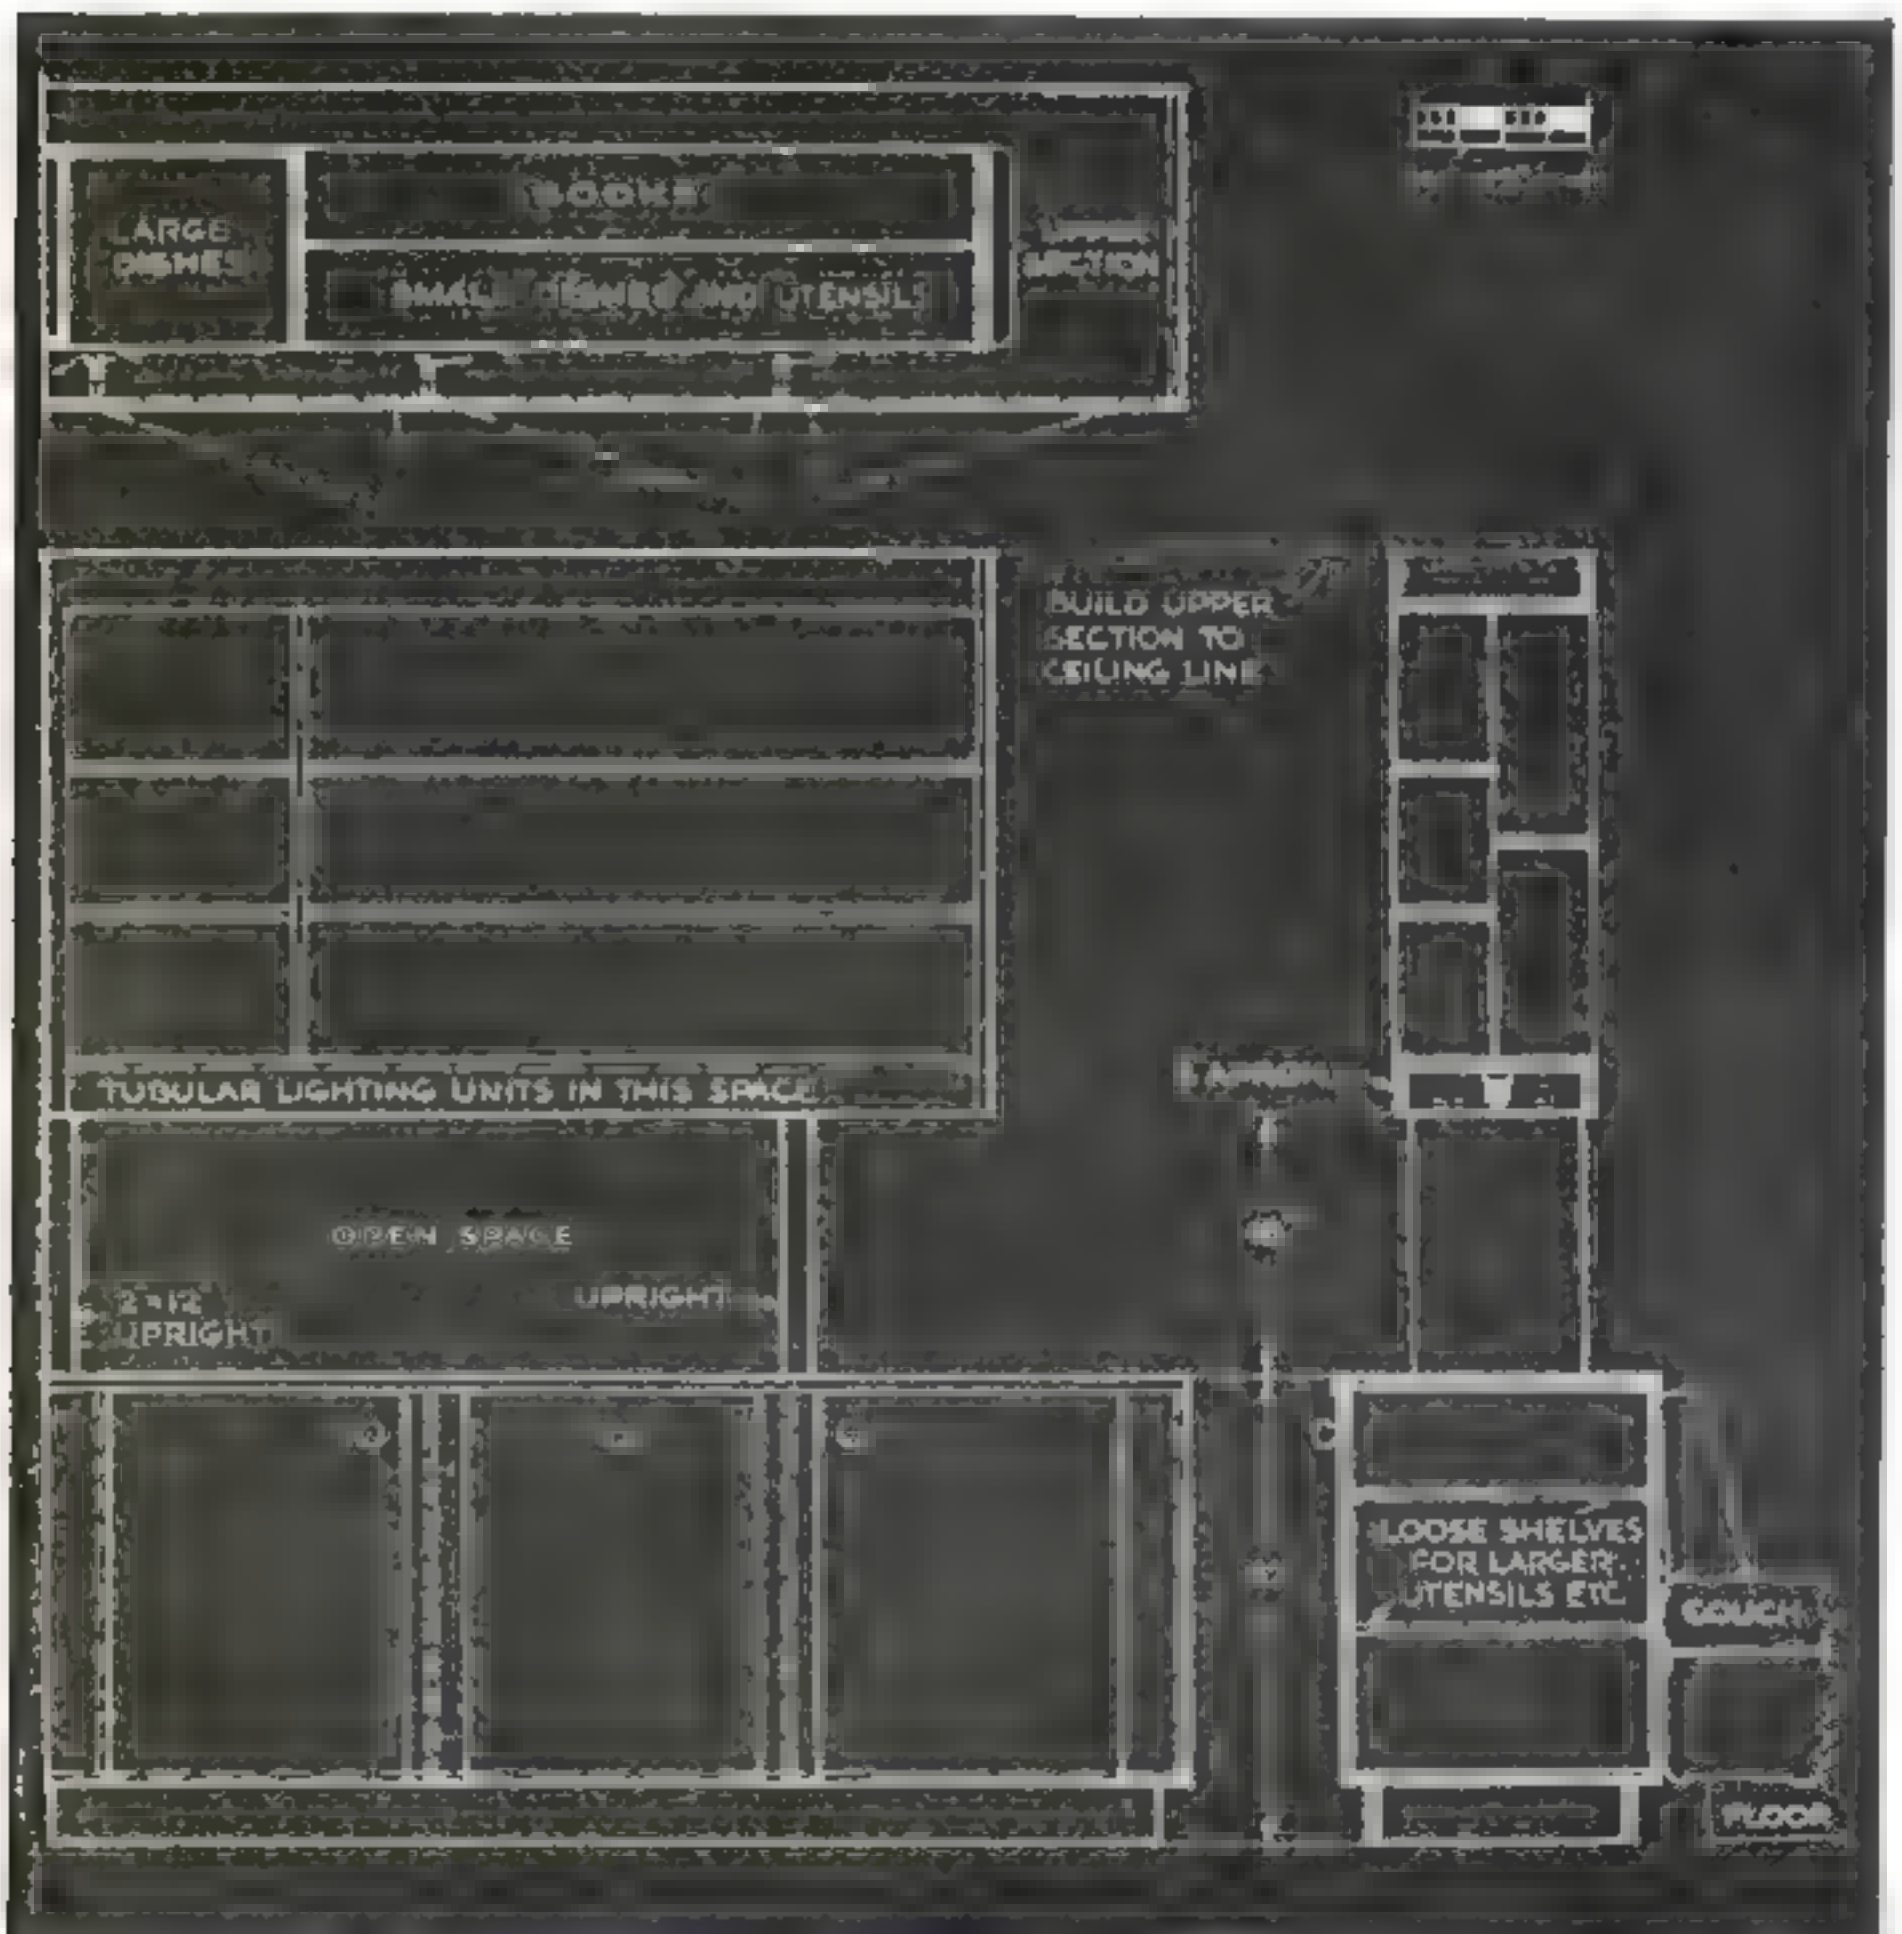 LARGE
DISHES
BOOKS
SMALL DISHES AND UTENSILS
SECTION
BUILD UPPER
SECTION TO
CEILING LINE
TUBULAR LIGHTING UNITS IN THIS SPACE
OPEN SPACE
2x12
UPRIGHT
UPRIGHT
LOOSE SHELVES
FOR LARGER
UTENSILS ETC.
COUCH
FLOOR